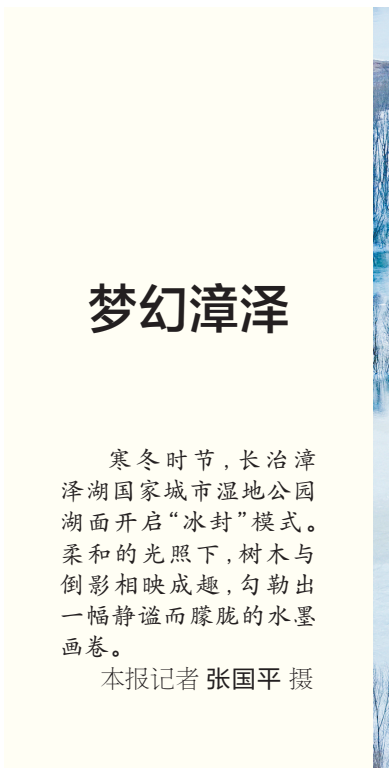 梦幻漳泽
寒冬时节,长治漳
泽湖国家城市湿地公园
湖面开启“冰封”模式。
柔和的光照下,树木与
倒影相映成趣,勾勒出
一幅静谧而朦胧的水墨
画卷。
本报记者 张国平 摄